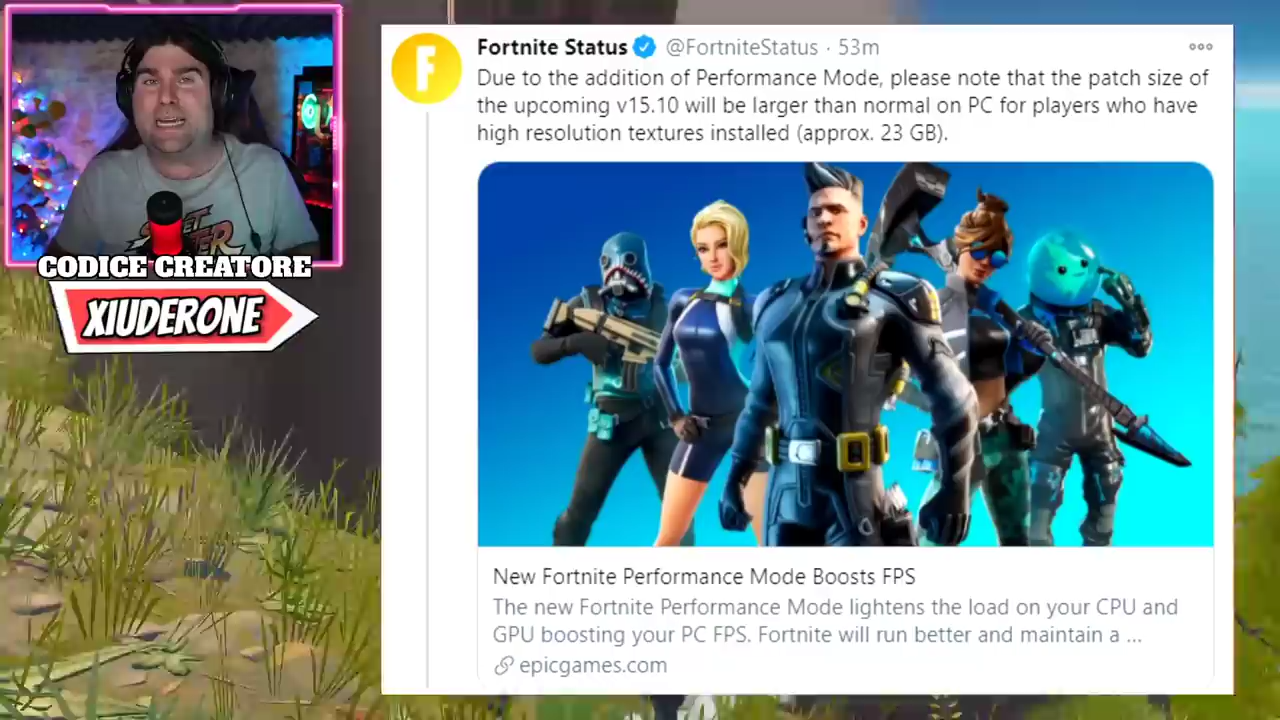 Fortnite Status @FortniteStatus · 53m
Due to the addition of Performance Mode, please note that the patch size of
the upcoming v15.10 will be larger than normal on PC for players who have
high resolution textures installed (approx. 23 GB).
CODICE CREATORE
XIUDERONE
New Fortnite Performance Mode Boosts FPS
The new Fortnite Performance Mode lightens the load on your CPU and
GPU boosting your PC FPS. Fortnite will run better and maintain a ...
epicgames.com